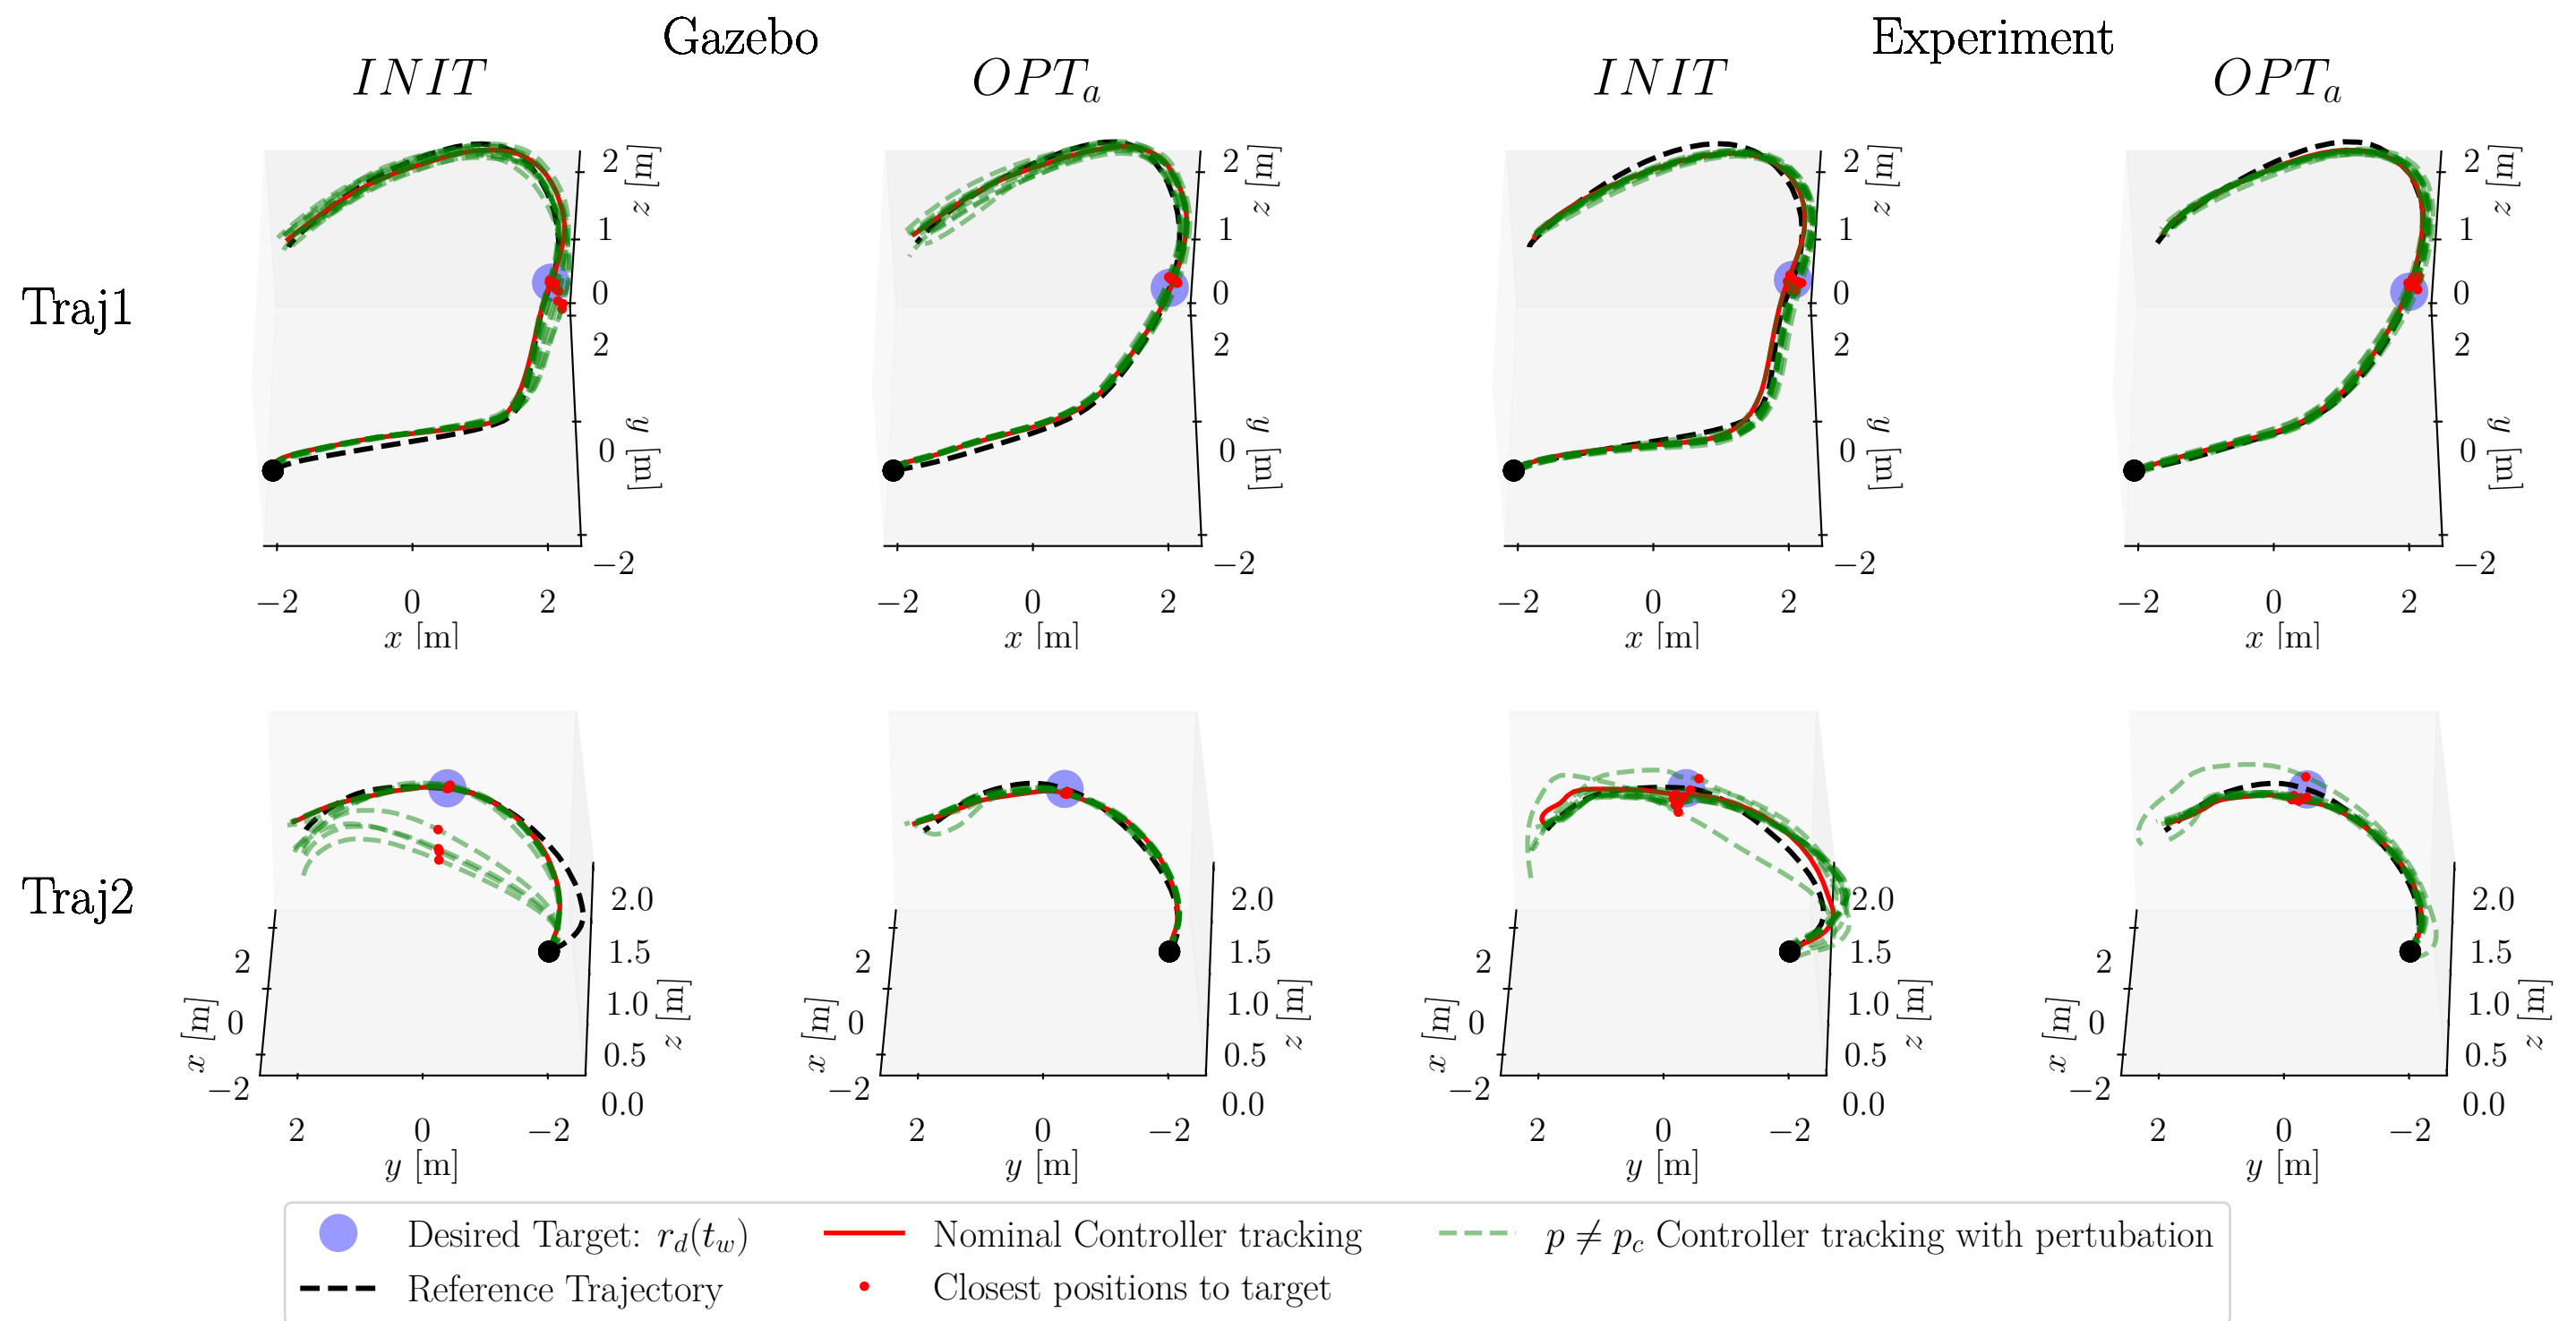 Gazebo
Experiment
INIT
OPT_a
INIT
OPT_a
Traj1
2
1
0
z [m]
2
0
−2
y [m]
−2 0 2
x [m]
2
1
0
z [m]
2
0
−2
y [m]
−2 0 2
x [m]
2
1
0
z [m]
2
0
−2
y [m]
−2 0 2
x [m]
2
1
0
z [m]
2
0
−2
y [m]
−2 0 2
x [m]
Traj2
2
0
−2
x [m]
2.0
1.5
1.0
0.5
0.0
z [m]
2 0 −2
y [m]
2
0
−2
x [m]
2.0
1.5
1.0
0.5
0.0
z [m]
2 0 −2
y [m]
2
0
−2
x [m]
2.0
1.5
1.0
0.5
0.0
z [m]
2 0 −2
y [m]
2
0
−2
x [m]
2.0
1.5
1.0
0.5
0.0
z [m]
2 0 −2
y [m]
Desired Target: r_d(t_w)
Reference Trajectory
Nominal Controller tracking
Closest positions to target
p ≠ p_c Controller tracking with pertubation